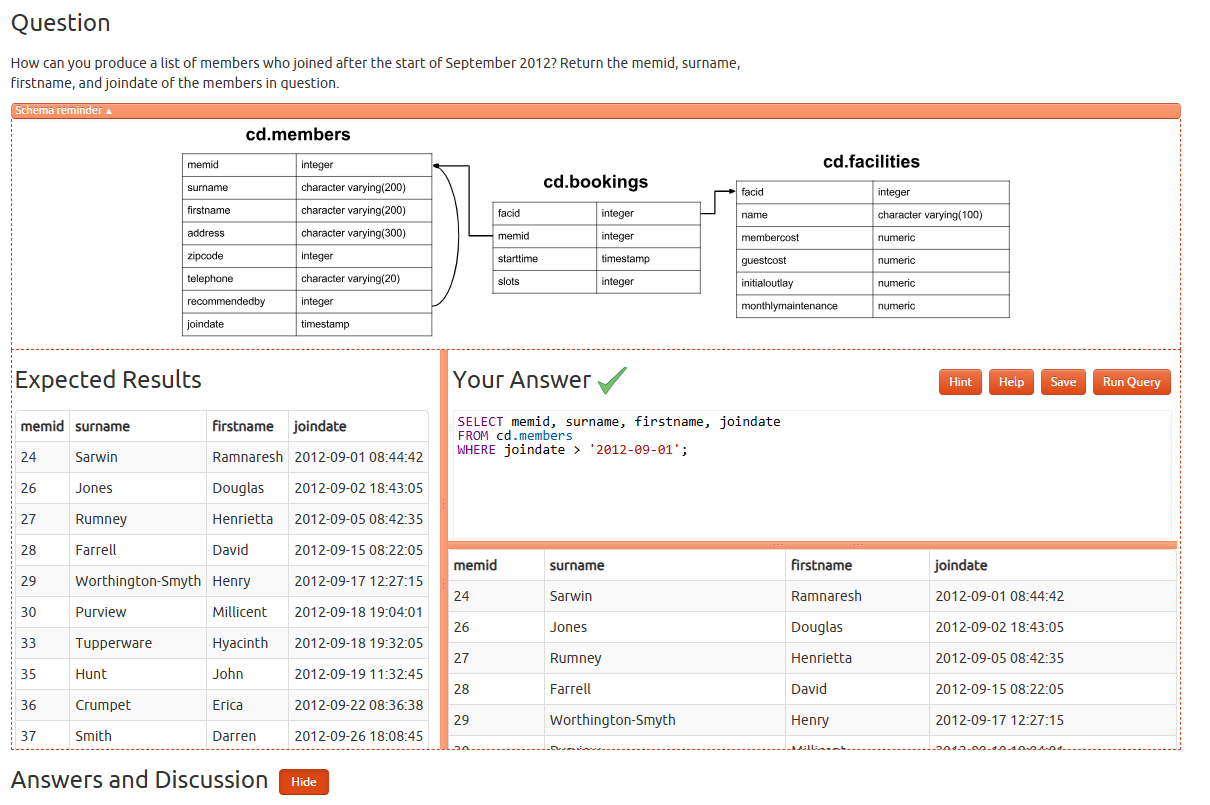 Question
How can you produce a list of members who joined after the start of September 2012? Return the memid, surname,
firstname, and joindate of the members in question.
Schema reminder ▲
cd.members
memid integer
surname character varying(200)
firstname character varying(200)
address character varying(300)
zipcode integer
telephone character varying(20)
recommendedby integer
joindate timestamp
cd.bookings
facid integer
memid integer
starttime timestamp
slots integer
cd.facilities
facid integer
name character varying(100)
membercost numeric
guestcost numeric
initialoutlay numeric
monthlymaintenance numeric
Expected Results
memid surname firstname joindate
24 Sarwin Ramnaresh 2012-09-01 08:44:42
26 Jones Douglas 2012-09-02 18:43:05
27 Rumney Henrietta 2012-09-05 08:42:35
28 Farrell David 2012-09-15 08:22:05
29 Worthington-Smyth Henry 2012-09-17 12:27:15
30 Purview Millicent 2012-09-18 19:04:01
33 Tupperware Hyacinth 2012-09-18 19:32:05
35 Hunt John 2012-09-19 11:32:45
36 Crumpet Erica 2012-09-22 08:36:38
37 Smith Darren 2012-09-26 18:08:45
Your Answer
Hint Help Save Run Query
SELECT memid, surname, firstname, joindate
FROM cd.members
WHERE joindate > '2012-09-01';
memid surname firstname joindate
24 Sarwin Ramnaresh 2012-09-01 08:44:42
26 Jones Douglas 2012-09-02 18:43:05
27 Rumney Henrietta 2012-09-05 08:42:35
28 Farrell David 2012-09-15 08:22:05
29 Worthington-Smyth Henry 2012-09-17 12:27:15
Answers and Discussion Hide